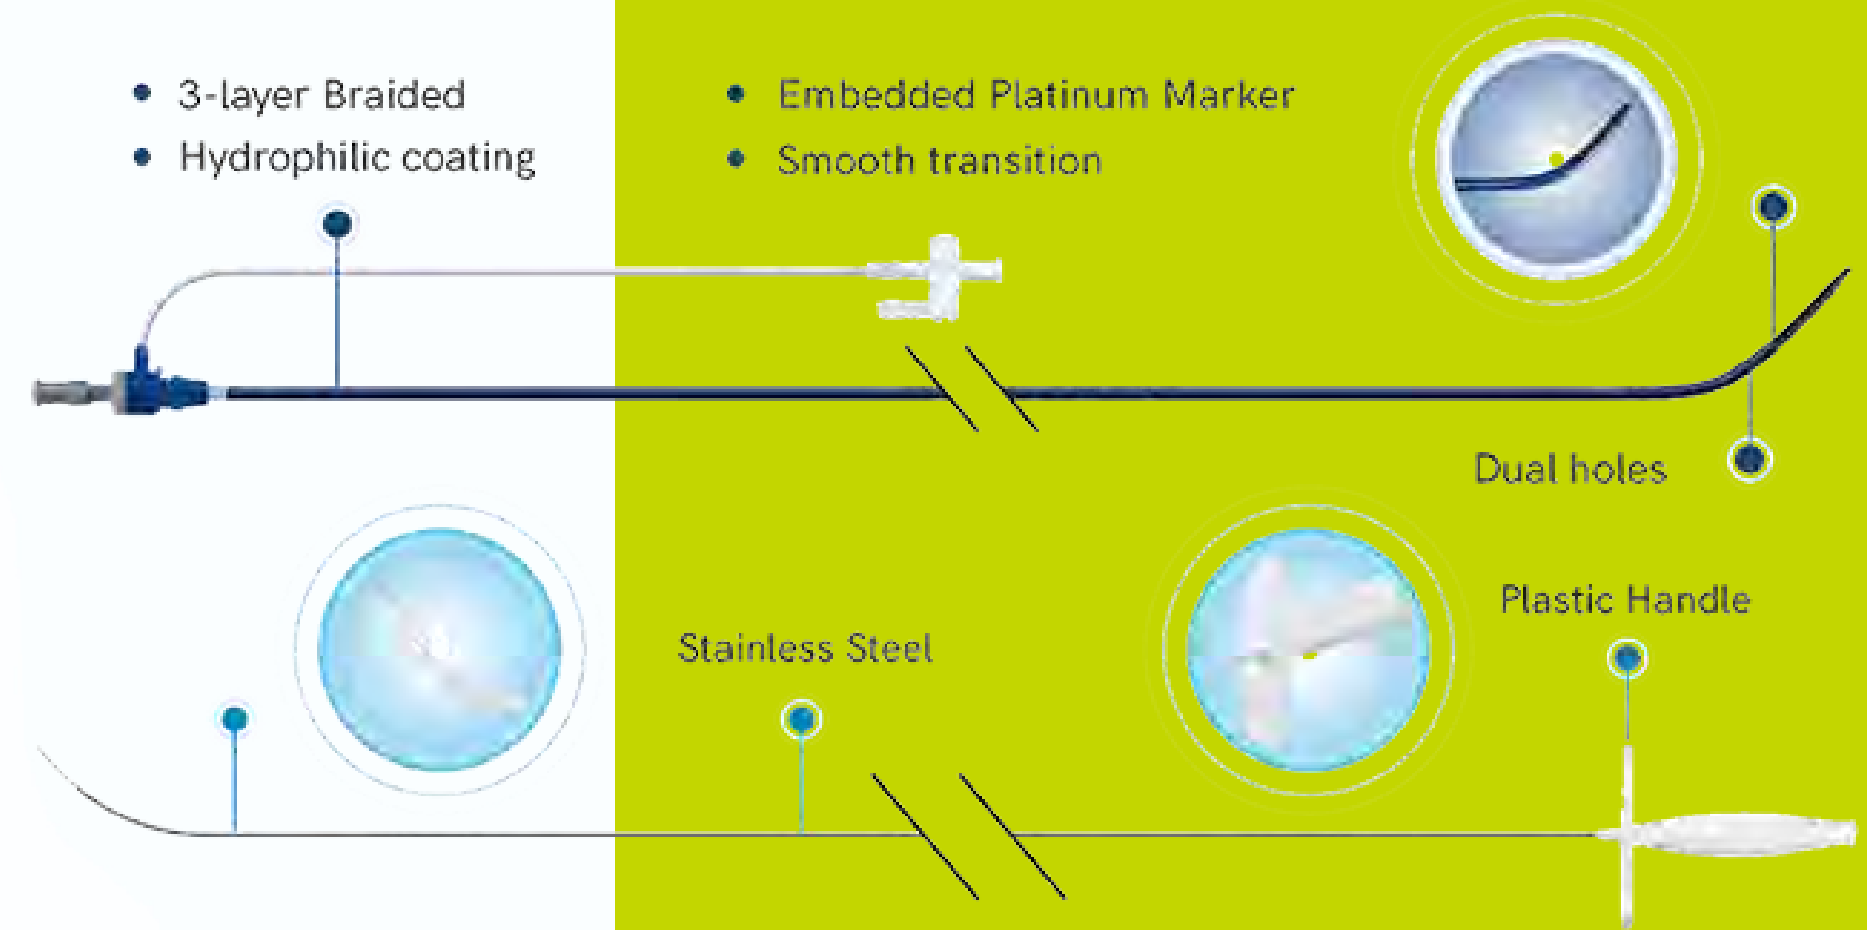 3-layer Braided
Hydrophilic coating
Embedded Platinum Marker
Smooth transition
Dual holes
Plastic Handle
Stainless Steel